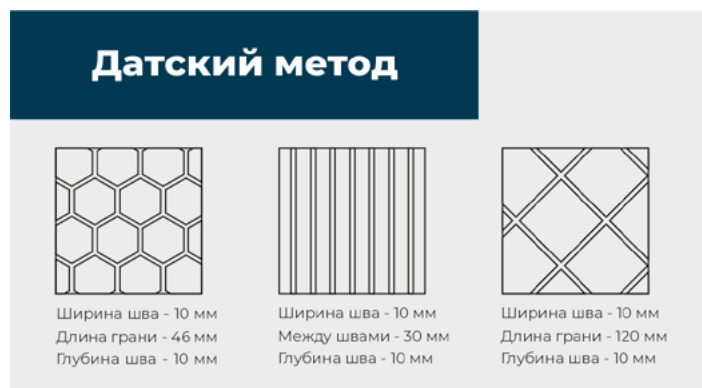 Датский метод
Ширина шва - 10 мм
Длина грани - 46 мм
Глубина шва - 10 мм
Ширина шва - 10 мм
Между швами - 30 мм
Глубина шва - 10 мм
Ширина шва - 10 мм
Длина грани - 120 мм
Глубина шва - 10 мм